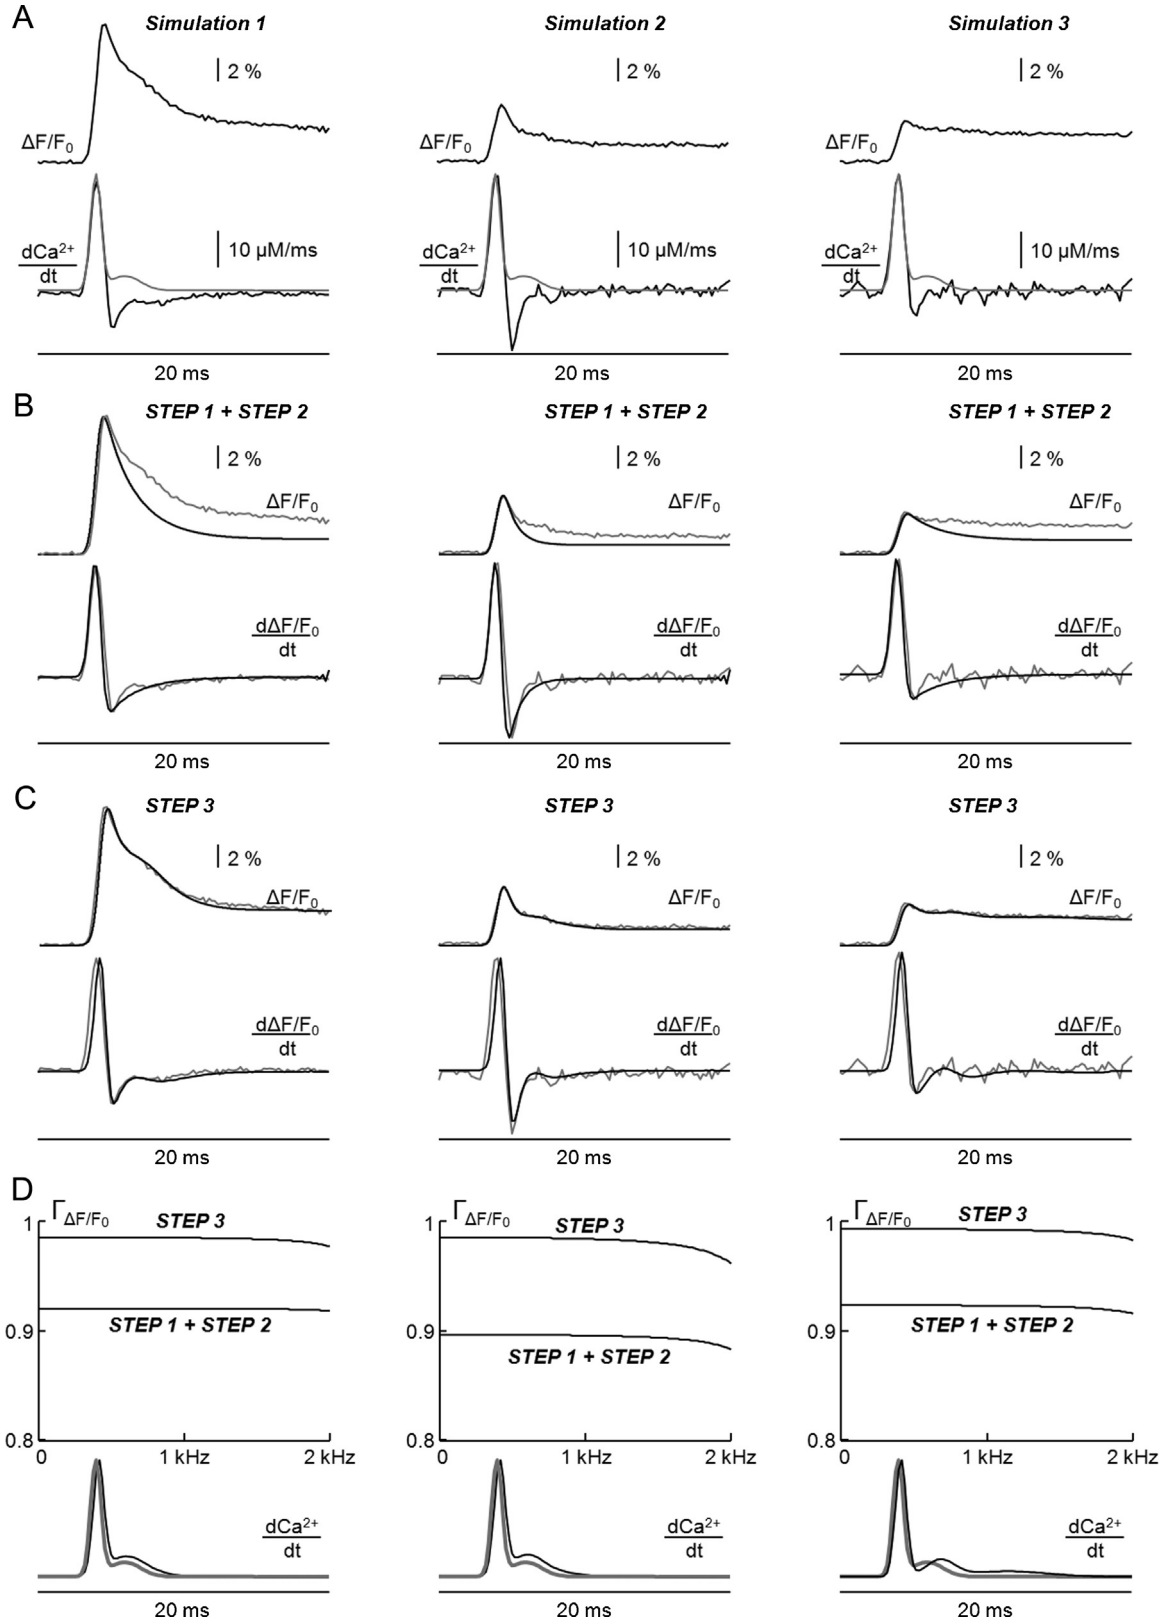 A
Simulation 1 Simulation 2 Simulation 3
2 % 2 % 2 %
ΔF/F0 ΔF/F0 ΔF/F0
dCa2+ dCa2+ dCa2+
dt dt dt
10 µM/ms 10 µM/ms 10 µM/ms
20 ms 20 ms 20 ms
B
STEP 1 + STEP 2 STEP 1 + STEP 2 STEP 1 + STEP 2
2 % 2 % 2 %
ΔF/F0 ΔF/F0 ΔF/F0
dΔF/F0 dΔF/F0 dΔF/F0
dt dt dt
20 ms 20 ms 20 ms
C
STEP 3 STEP 3 STEP 3
2 % 2 % 2 %
ΔF/F0 ΔF/F0 ΔF/F0
dΔF/F0 dΔF/F0 dΔF/F0
dt dt dt
20 ms 20 ms 20 ms
D
1 ΓΔF/F0 STEP 3 1 ΓΔF/F0 STEP 3 1 ΓΔF/F0 STEP 3
0.9 STEP 1 + STEP 2 0.9 STEP 1 + STEP 2 0.9 STEP 1 + STEP 2
0.8 0.8 0.8
0 1 kHz 2 kHz 0 1 kHz 2 kHz 0 1 kHz 2 kHz
dCa2+ dCa2+ dCa2+
dt dt dt
20 ms 20 ms 20 ms